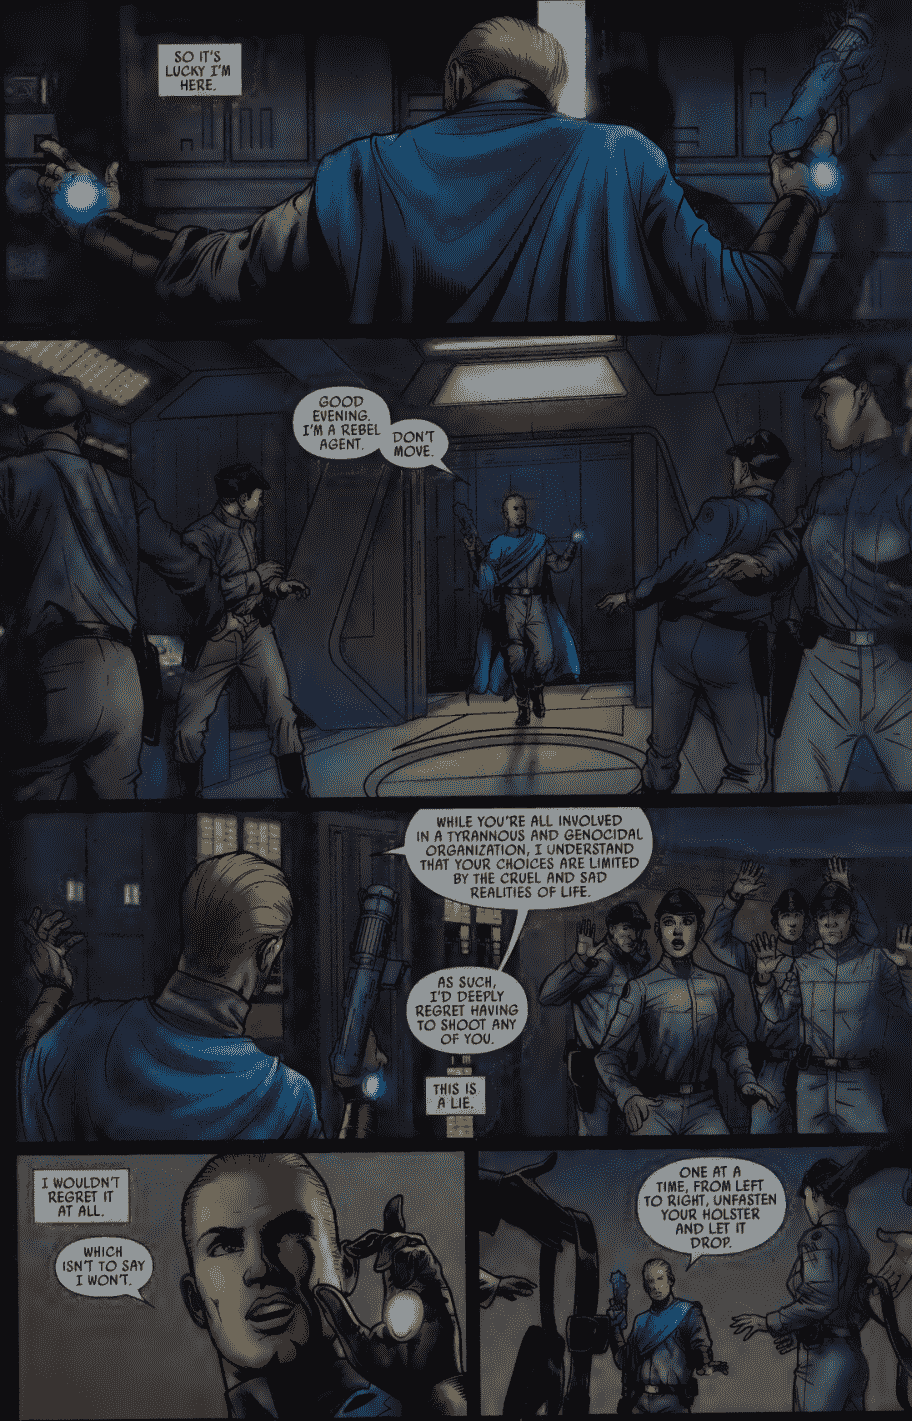 SO IT'S
LUCKY I'M
HERE.
GOOD
EVENING.
I'M A REBEL
AGENT.
DON'T
MOVE.
WHILE YOU'RE ALL INVOLVED
IN A TYRANNOUS AND GENOCIDAL
ORGANIZATION, I UNDERSTAND
THAT YOUR CHOICES ARE LIMITED
BY THE CRUEL AND SAD
REALITIES OF LIFE.
AS SUCH,
I'D DEEPLY
REGRET HAVING
TO SHOOT ANY
OF YOU.
THIS IS
A LIE.
I WOULDN'T
REGRET IT
AT ALL.
WHICH
ISN'T TO SAY
I WON'T.
ONE AT A
TIME, FROM LEFT
TO RIGHT, UNFASTEN
YOUR HOLSTER
AND LET IT
DROP.